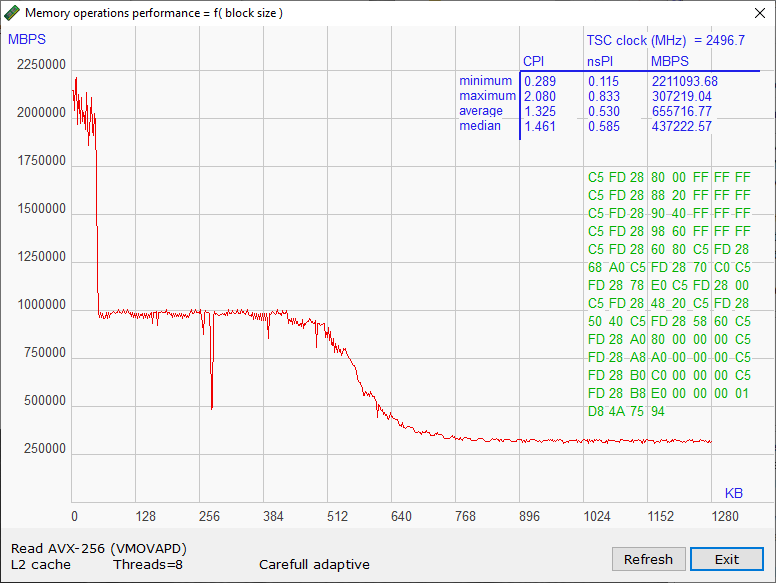 Memory operations performance = f( block size )
MBPS
TSC clock (MHz) = 2496.7
CPI nsPI MBPS
minimum 0.289 0.115 2211093.68
maximum 2.080 0.833 307219.04
average 1.325 0.530 655716.77
median 1.461 0.585 437222.57
2250000
2000000
1750000
1500000
1250000
1000000
750000
500000
250000
C5 FD 28 80 00 FF FF FF
C5 FD 28 88 20 FF FF FF
C5 FD 28 90 40 FF FF FF
C5 FD 28 98 60 FF FF FF
C5 FD 28 60 80 C5 FD 28
68 A0 C5 FD 28 70 C0 C5
FD 28 78 E0 C5 FD 28 00
C5 FD 28 48 20 C5 FD 28
50 40 C5 FD 28 58 60 C5
FD 28 A0 80 00 00 00 C5
FD 28 A8 A0 00 00 00 C5
FD 28 B0 C0 00 00 00 C5
FD 28 B8 E0 00 00 00 01
D8 4A 75 94
KB
0 128 256 384 512 640 768 896 1024 1152 1280
Read AVX-256 (VMOVAPD)
L2 cache Threads=8 Carefull adaptive
Refresh Exit